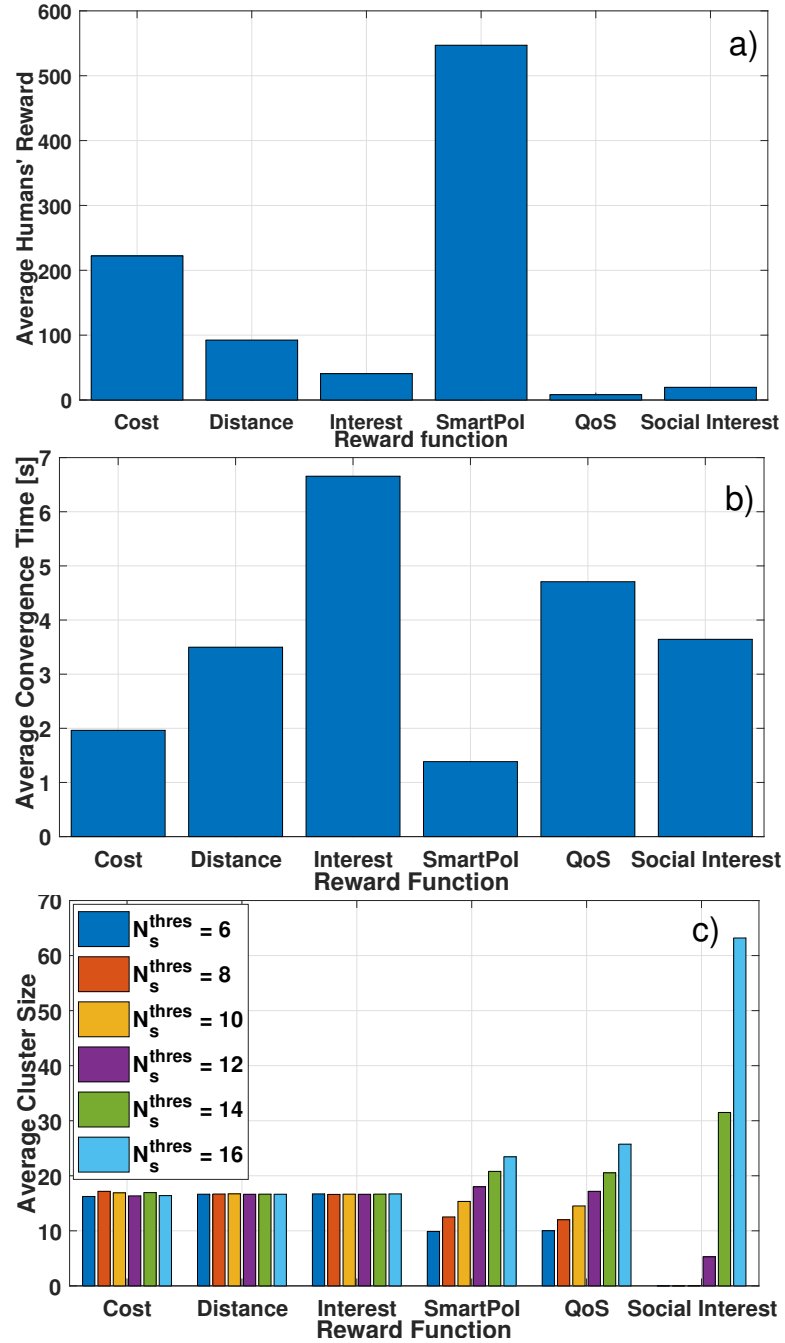 600
500
400
300
200
100
0
Average Humans' Reward
a)
Cost Distance Interest SmartPoI QoS Social Interest
Reward function
7
6
5
4
3
2
1
0
Average Convergence Time [s]
b)
Cost Distance Interest SmartPoI QoS Social Interest
Reward Function
70
60
50
40
30
20
10
0
Average Cluster Size
N_s^thres = 6
N_s^thres = 8
N_s^thres = 10
N_s^thres = 12
N_s^thres = 14
N_s^thres = 16
c)
Cost Distance Interest SmartPoI QoS Social Interest
Reward Function